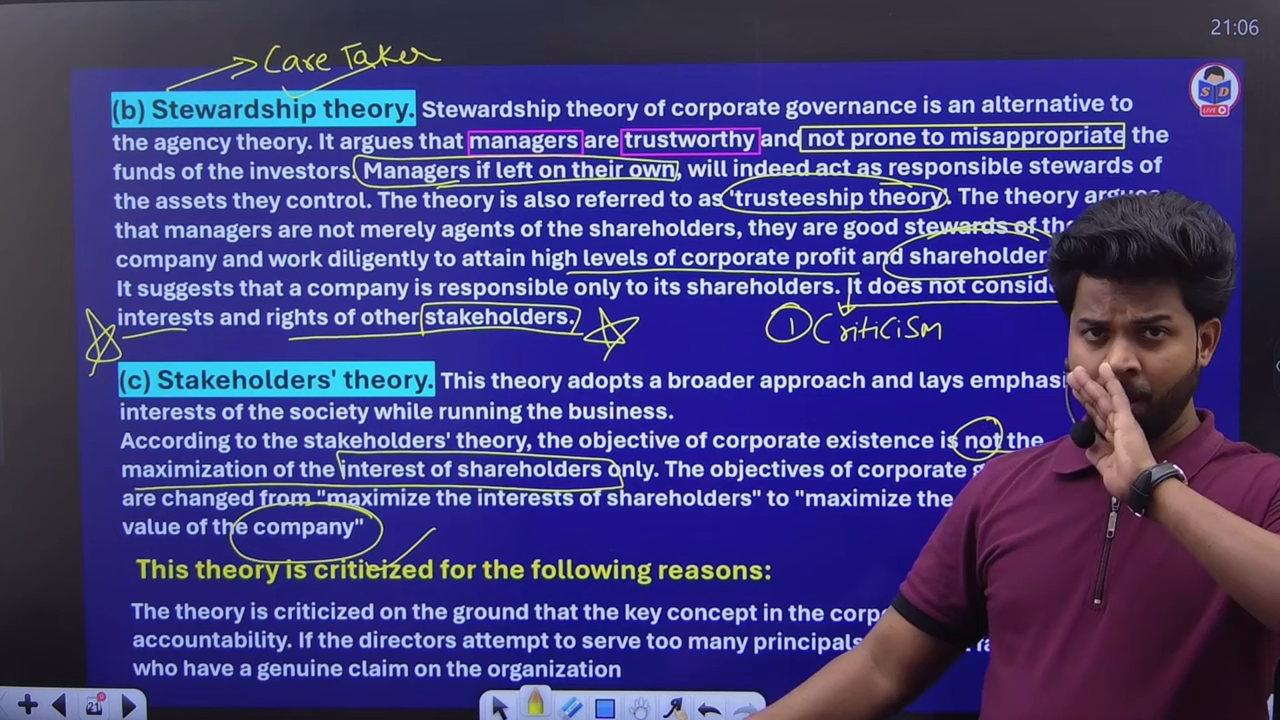 21:06
Care Taker
S D
LIVE
(b) Stewardship theory. Stewardship theory of corporate governance is an alternative to
the agency theory. It argues that managers are trustworthy and not prone to misappropriate the
funds of the investors. Managers if left on their own, will indeed act as responsible stewards of
the assets they control. The theory is also referred to as 'trusteeship theory'. The theory argues
that managers are not merely agents of the shareholders, they are good stewards of the
company and work diligently to attain high levels of corporate profit and shareholder
It suggests that a company is responsible only to its shareholders. It does not consid
interests and rights of other stakeholders.
① Criticism
(c) Stakeholders' theory. This theory adopts a broader approach and lays emphasi
interests of the society while running the business.
According to the stakeholders' theory, the objective of corporate existence is not the
maximization of the interest of shareholders only. The objectives of corporate
are changed from "maximize the interests of shareholders" to "maximize the
value of the company"
This theory is criticized for the following reasons:
The theory is criticized on the ground that the key concept in the corp
accountability. If the directors attempt to serve too many principals
who have a genuine claim on the organization
21